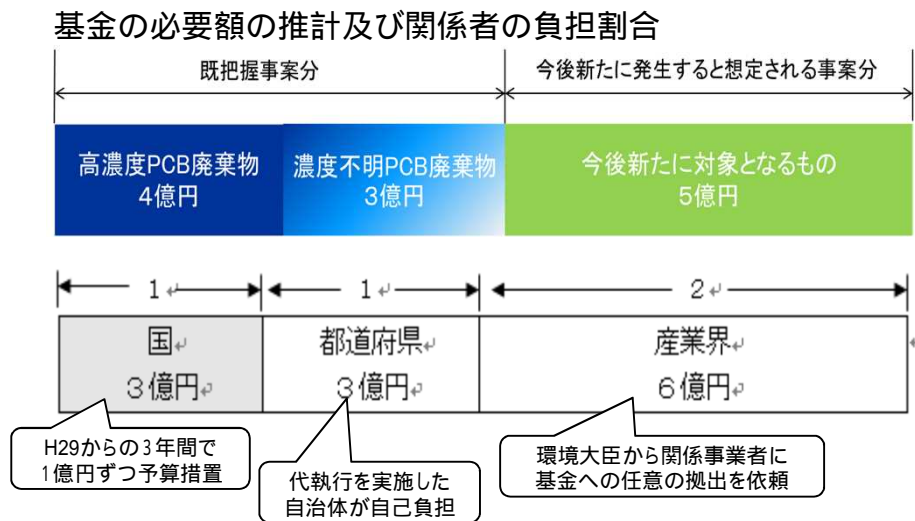 基金の必要額の推計及び関係者の負担割合
既把握事案分
今後新たに発生すると想定される事案分
高濃度PCB廃棄物
4億円
濃度不明PCB廃棄物
3億円
今後新たに対象となるもの
5億円
1↵
1↵
2↵
国↵
3億円↵
都道府県↵
3億円↵
産業界↵
6億円↵
H29からの3年間で
1億円ずつ予算措置
代執行を実施した
自治体が自己負担
環境大臣から関係事業者に
基金への任意の拠出を依頼